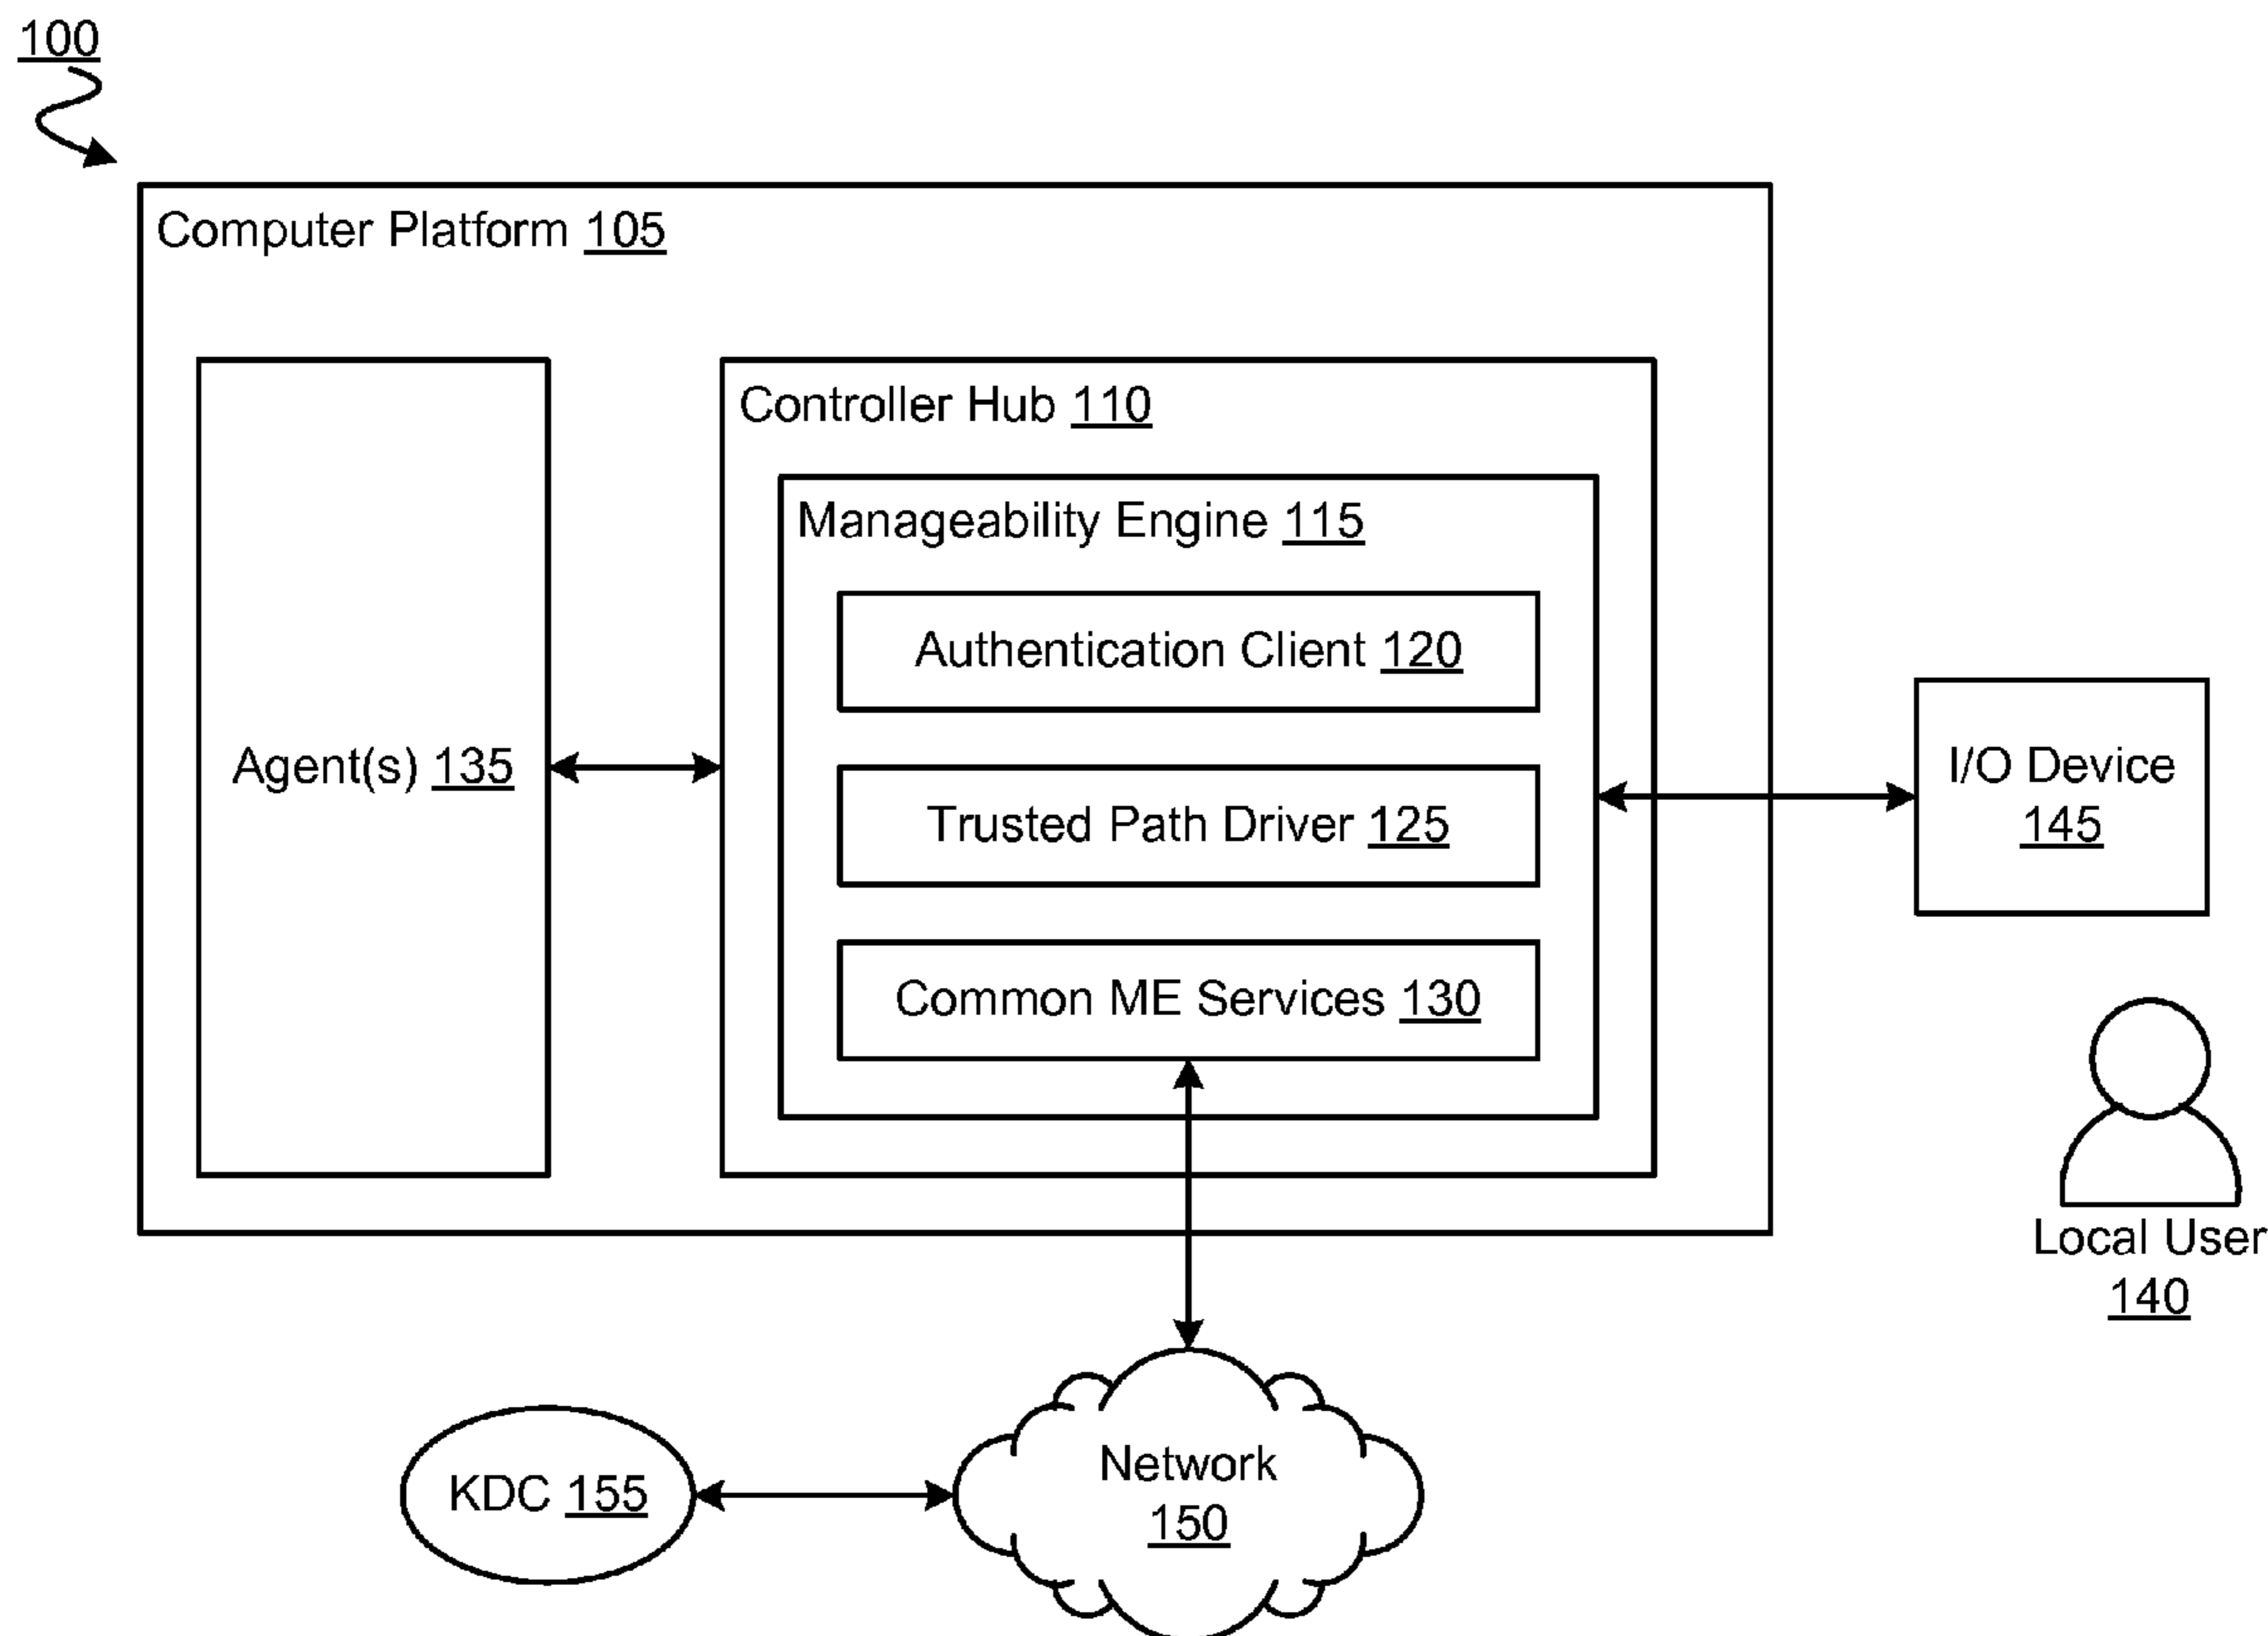 100
Computer Platform 105
Controller Hub 110
Manageability Engine 115
Authentication Client 120
Agent(s) 135
Trusted Path Driver 125
I/O Device
145
Common ME Services 130
Local User
140
Network
150
KDC 155